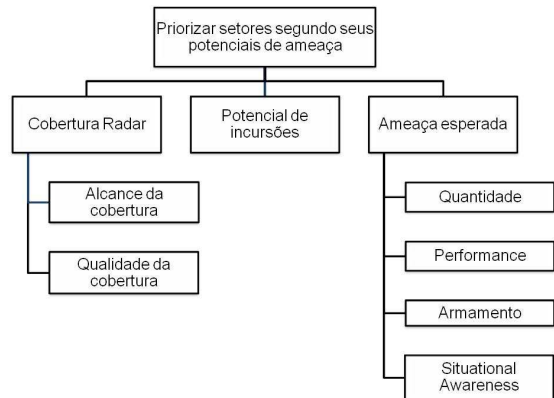 Priorizar setores segundo seus
potenciais de ameaça
Cobertura Radar
Potencial de
incursões
Ameaça esperada
Alcance da
cobertura
Qualidade da
cobertura
Quantidade
Performance
Armamento
Situational
Awareness